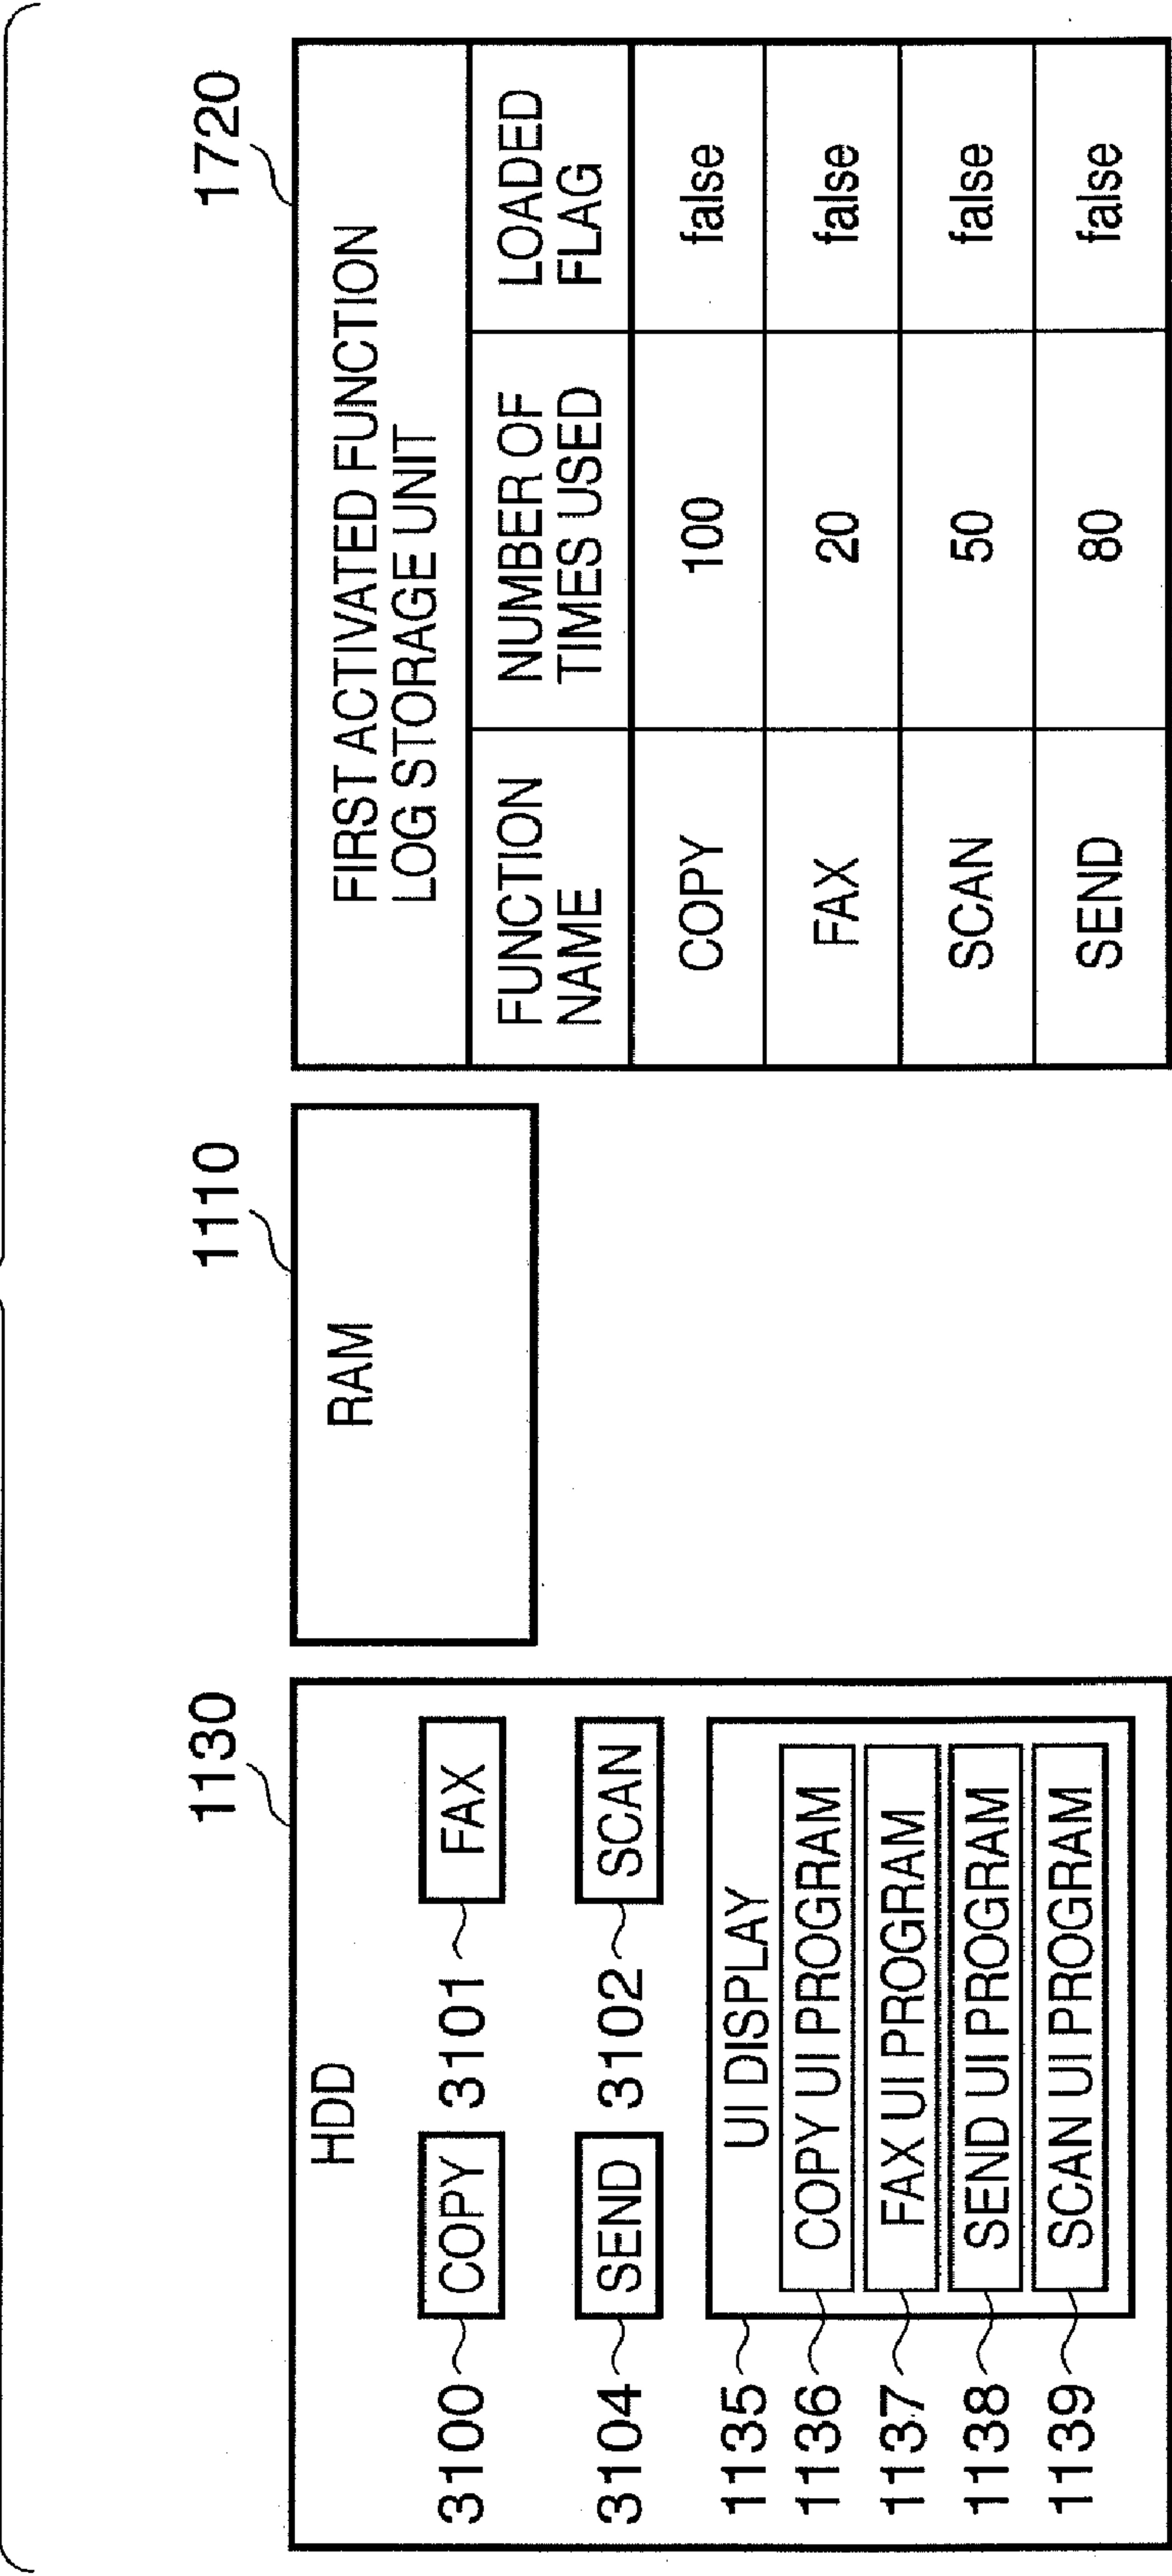 1130
HDD
3100
COPY
3101
FAX
3104
SEND
3102
SCAN
1135
UI DISPLAY
1136
COPY UI PROGRAM
1137
FAX UI PROGRAM
1138
SEND UI PROGRAM
1139
SCAN UI PROGRAM
1110
RAM
1720
FIRST ACTIVATED FUNCTION
LOG STORAGE UNIT
FUNCTION
NAME
NUMBER OF
TIMES USED
LOADED
FLAG
COPY 100 false
FAX 20 false
SCAN 50 false
SEND 80 false